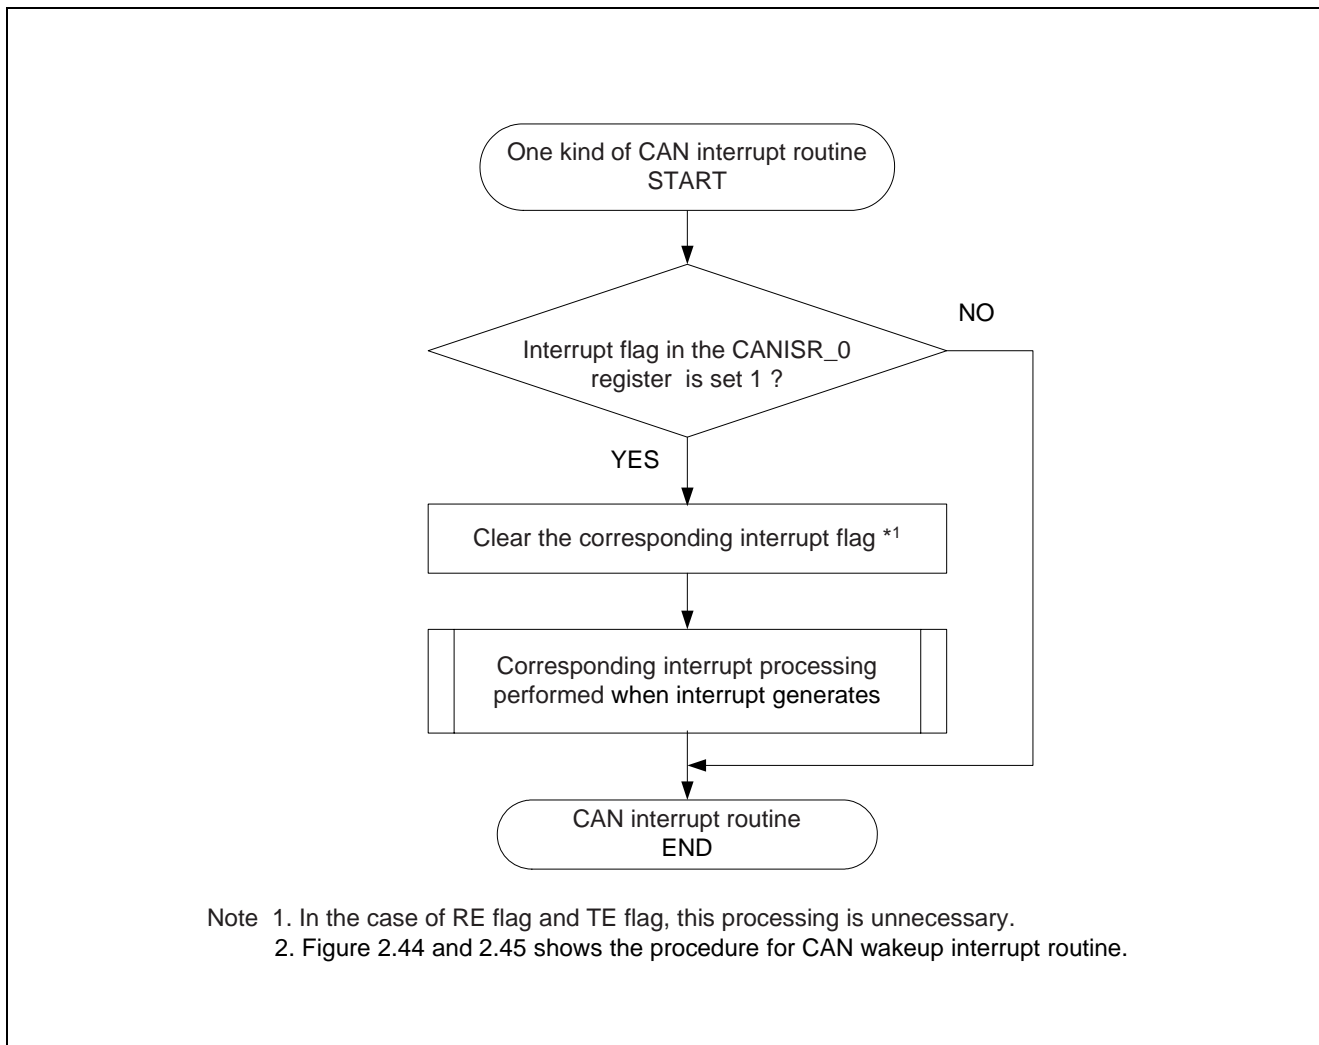 One kind of CAN interrupt routine
START
NO
Interrupt flag in the CANISR_0
register is set 1 ?
YES
Clear the corresponding interrupt flag *1
Corresponding interrupt processing
performed when interrupt generates
CAN interrupt routine
END
Note 1. In the case of RE flag and TE flag, this processing is unnecessary.
2. Figure 2.44 and 2.45 shows the procedure for CAN wakeup interrupt routine.